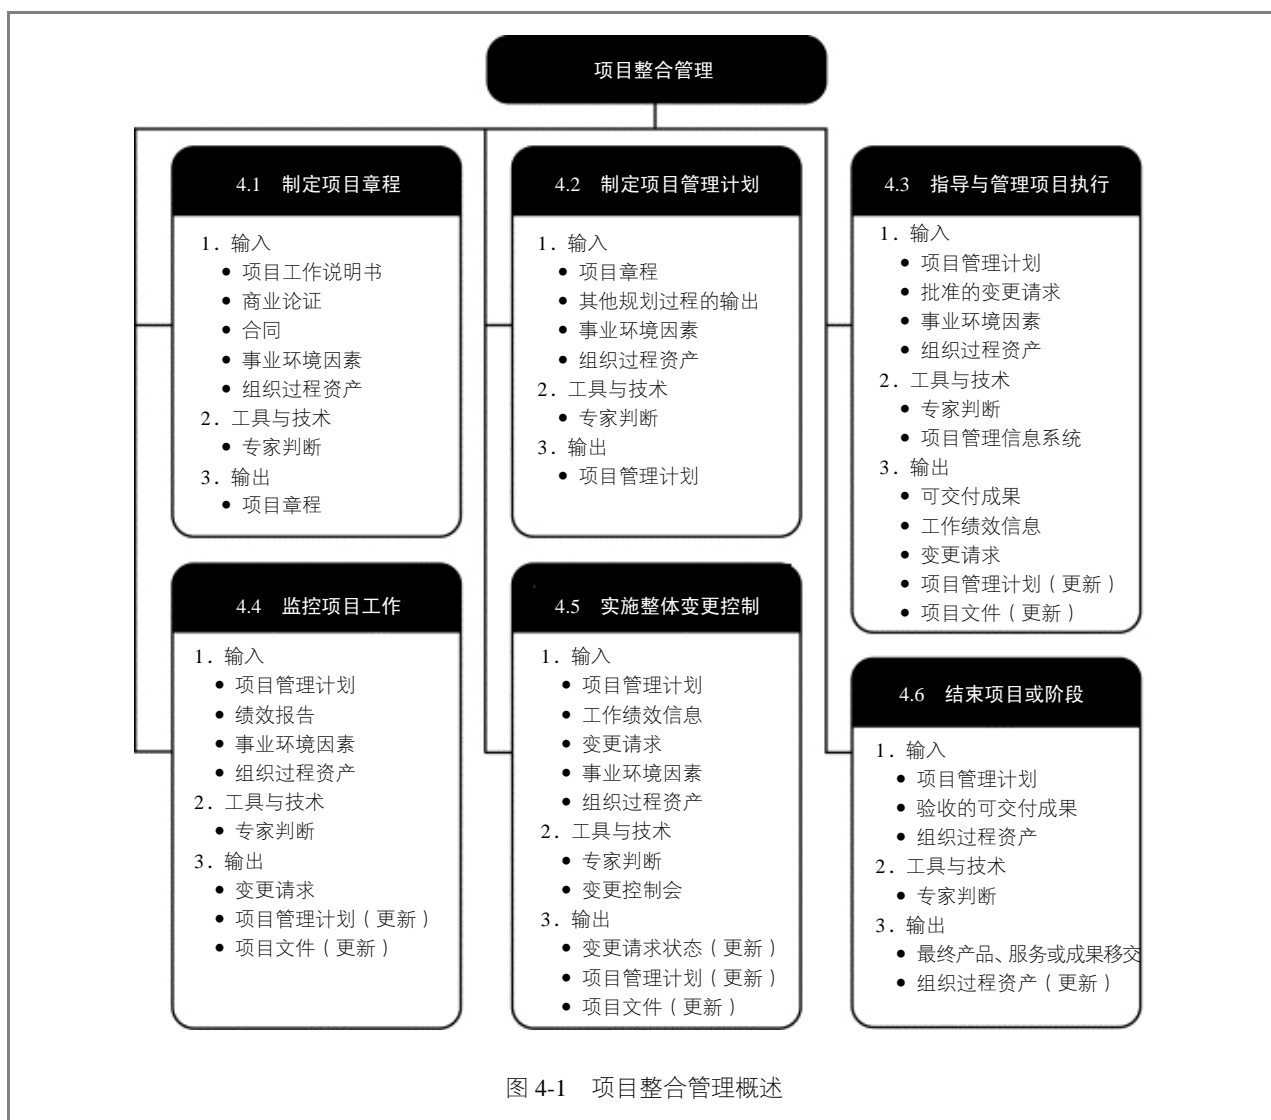 项目整合管理
4.1 制定项目章程
1. 输入
● 项目工作说明书
● 商业论证
● 合同
● 事业环境因素
● 组织过程资产
2. 工具与技术
● 专家判断
3. 输出
● 项目章程
4.2 制定项目管理计划
1. 输入
● 项目章程
● 其他规划过程的输出
● 事业环境因素
● 组织过程资产
2. 工具与技术
● 专家判断
3. 输出
● 项目管理计划
4.3 指导与管理项目执行
1. 输入
● 项目管理计划
● 批准的变更请求
● 事业环境因素
● 组织过程资产
2. 工具与技术
● 专家判断
● 项目管理信息系统
3. 输出
● 可交付成果
● 工作绩效信息
● 变更请求
● 项目管理计划（更新）
● 项目文件（更新）
4.4 监控项目工作
1. 输入
● 项目管理计划
● 绩效报告
● 事业环境因素
● 组织过程资产
2. 工具与技术
● 专家判断
3. 输出
● 变更请求
● 项目管理计划（更新）
● 项目文件（更新）
4.5 实施整体变更控制
1. 输入
● 项目管理计划
● 工作绩效信息
● 变更请求
● 事业环境因素
● 组织过程资产
2. 工具与技术
● 专家判断
● 变更控制会
3. 输出
● 变更请求状态（更新）
● 项目管理计划（更新）
● 项目文件（更新）
4.6 结束项目或阶段
1. 输入
● 项目管理计划
● 验收的可交付成果
● 组织过程资产
2. 工具与技术
● 专家判断
3. 输出
● 最终产品、服务或成果移交
● 组织过程资产（更新）
图 4-1 项目整合管理概述